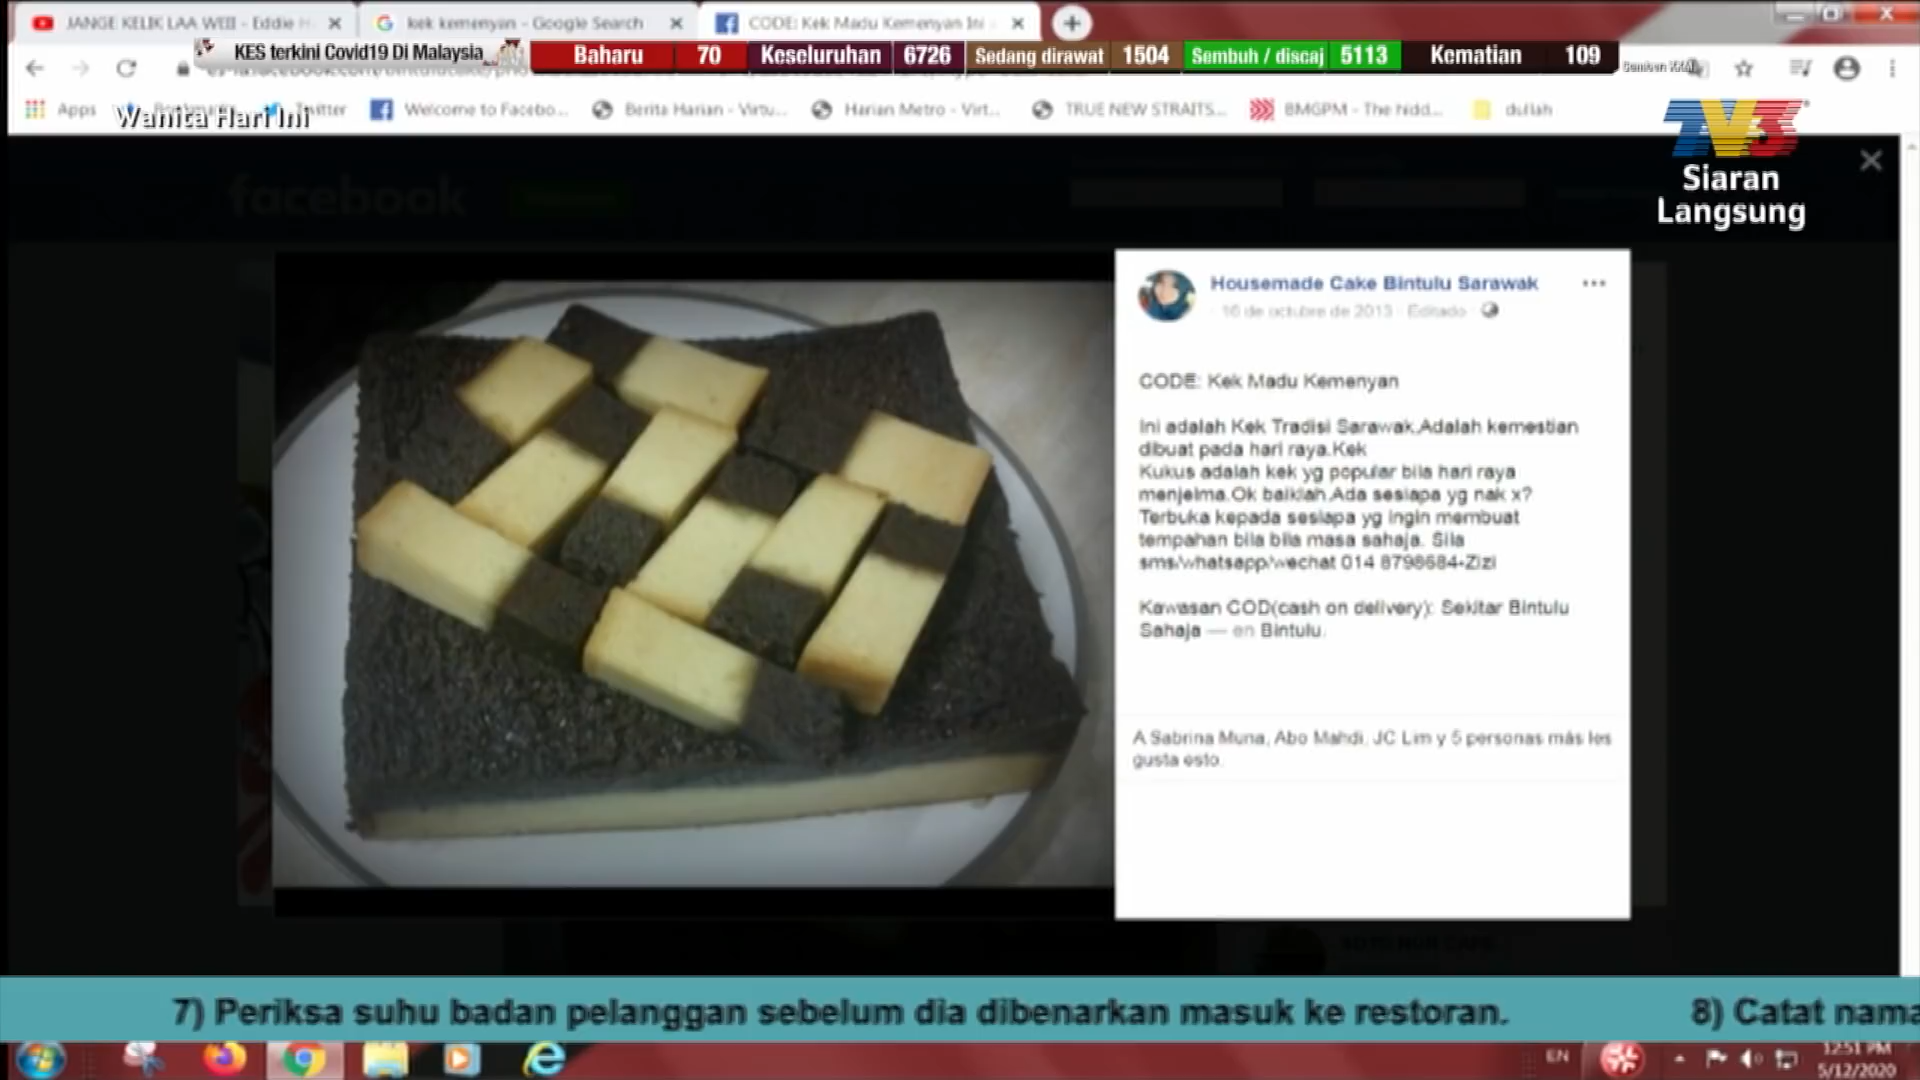 JANGE KELIK LAA WEII - Eddie H
kek kemenyan - Google Search
CODE: Kek Madu Kemenyan Ini
KES terkini Covid19 Di Malaysia
Baharu 70 Keseluruhan 6726 Sedang dirawat 1504 Sembuh / discaj 5113 Kematian 109
Apps
Twitter
Welcome to Facebo...
Berita Harian - Virtu...
Harian Metro - Virt...
TRUE NEW STRAITS...
BMGPM - The hidd...
dullah
Wanita Hari Ini
TV3
Siaran
Langsung
facebook
Housemade Cake Bintulu Sarawak
16 de octubre de 2013 · Editado ·
CODE: Kek Madu Kemenyan
Ini adalah Kek Tradisi Sarawak.Adalah kemestian
dibuat pada hari raya.Kek
Kukus adalah kek yg popular bila hari raya
menjelma.Ok baiklah.Ada sesiapa yg nak x?
Terbuka kepada sesiapa yg ingin membuat
tempahan bila bila masa sahaja. Sila
sms/whatsapp/wechat 014 8798684-Zizi
Kawasan COD(cash on delivery): Sekitar Bintulu
Sahaja — en Bintulu.
A Sabrina Muna, Abo Mahdi, JC Lim y 5 personas más les
gusta esto.
7) Periksa suhu badan pelanggan sebelum dia dibenarkan masuk ke restoran.
8) Catat nama
EN
12:51 PM
5/12/2020